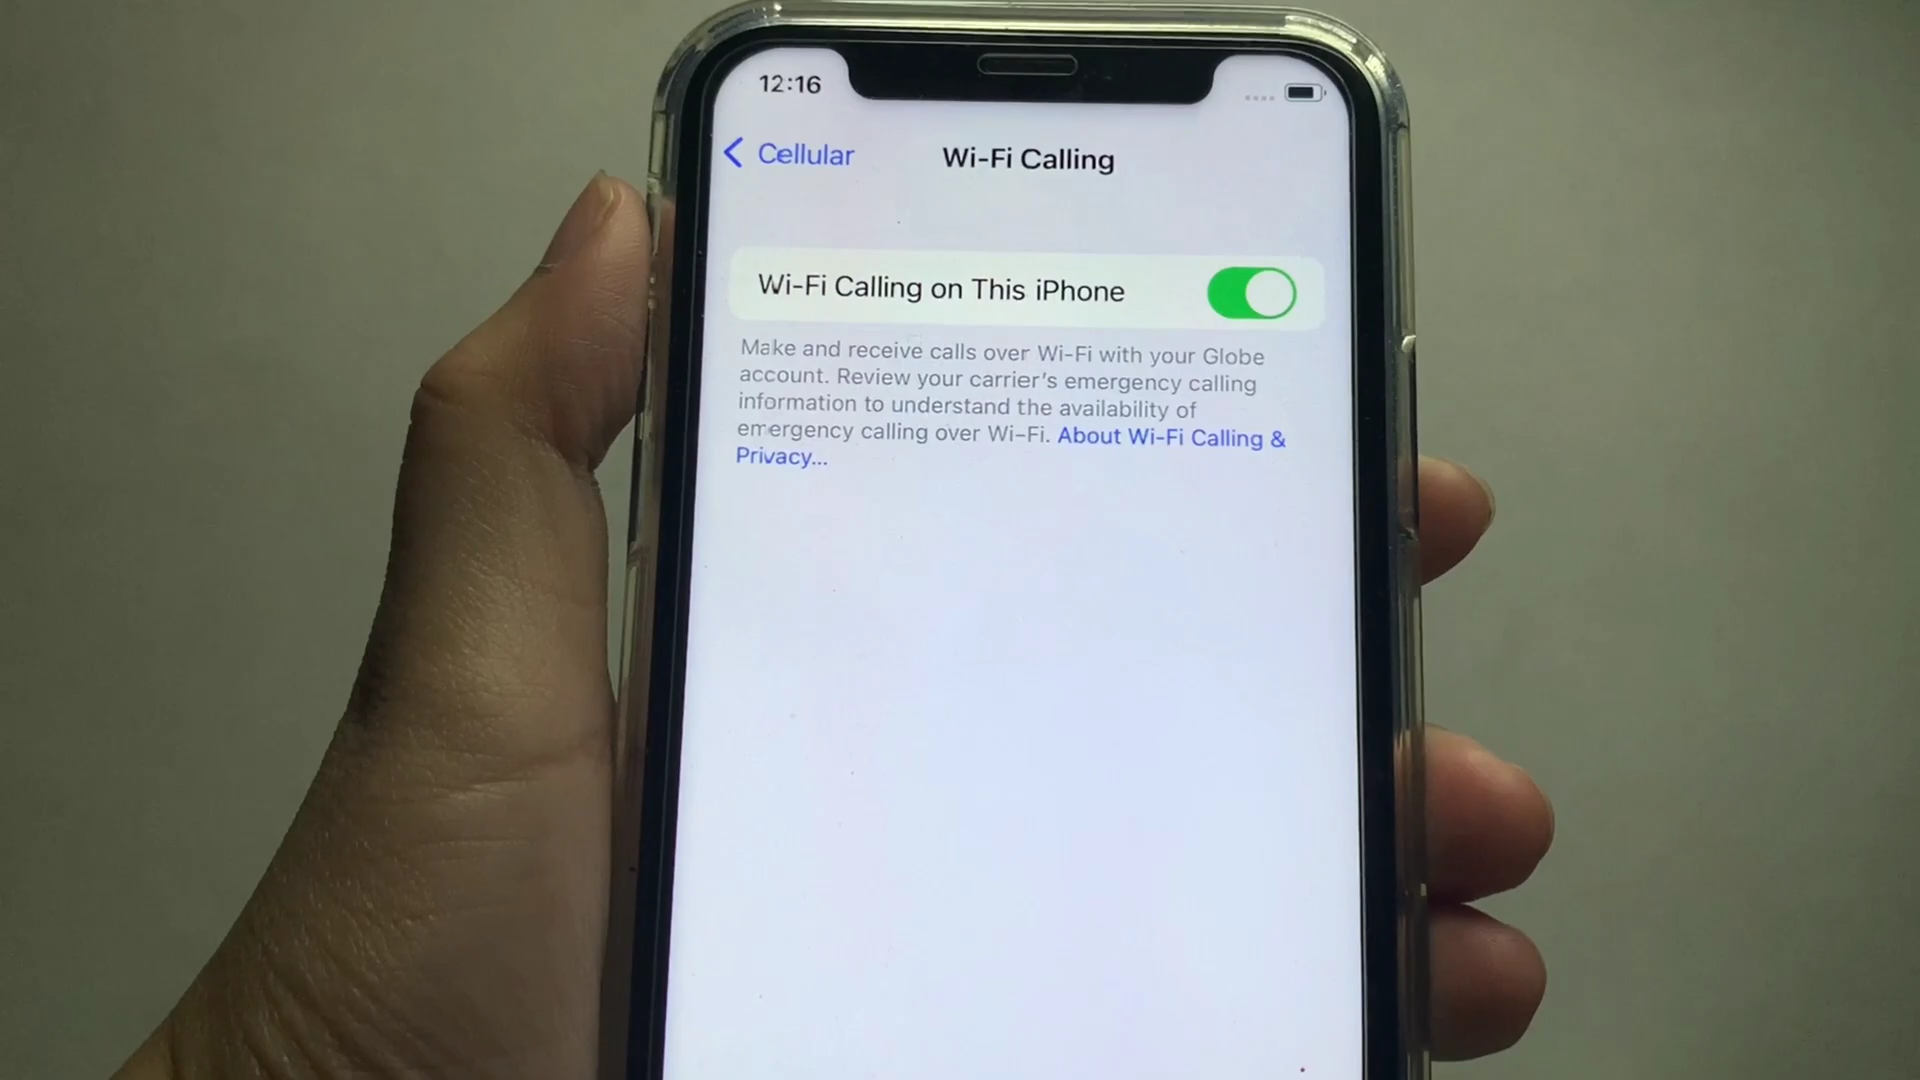 12:16
Cellular
Wi-Fi Calling
Wi-Fi Calling on This iPhone
Make and receive calls over Wi-Fi with your Globe
account. Review your carrier's emergency calling
information to understand the availability of
emergency calling over Wi-Fi. About Wi-Fi Calling &
Privacy...